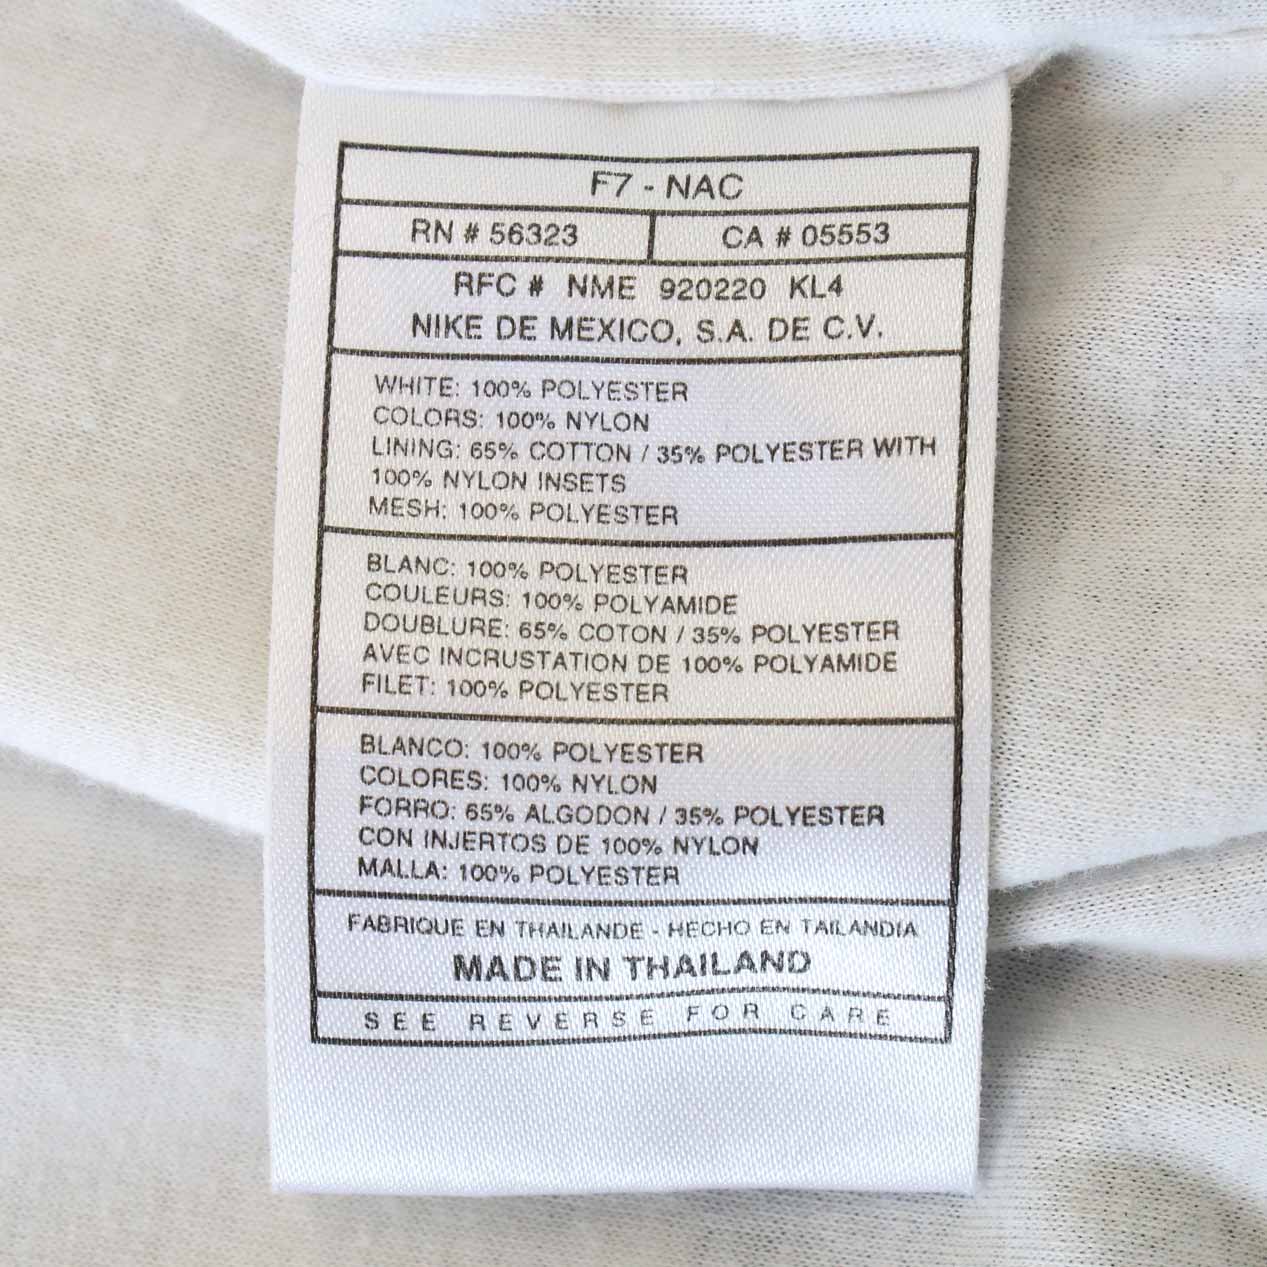 F7 - NAC
RN # 56323 CA # 05553
RFC # NME 920220 KL4
NIKE DE MEXICO, S.A. DE C.V.
WHITE: 100% POLYESTER
COLORS: 100% NYLON
LINING: 65% COTTON / 35% POLYESTER WITH
100% NYLON INSETS
MESH: 100% POLYESTER
BLANC: 100% POLYESTER
COULEURS: 100% POLYAMIDE
DOUBLURE: 65% COTON / 35% POLYESTER
AVEC INCRUSTATION DE 100% POLYAMIDE
FILET: 100% POLYESTER
BLANCO: 100% POLYESTER
COLORES: 100% NYLON
FORRO: 65% ALGODON / 35% POLYESTER
CON INJERTOS DE 100% NYLON
MALLA: 100% POLYESTER
FABRIQUE EN THAILANDE - HECHO EN TAILANDIA
MADE IN THAILAND
SEE REVERSE FOR CARE